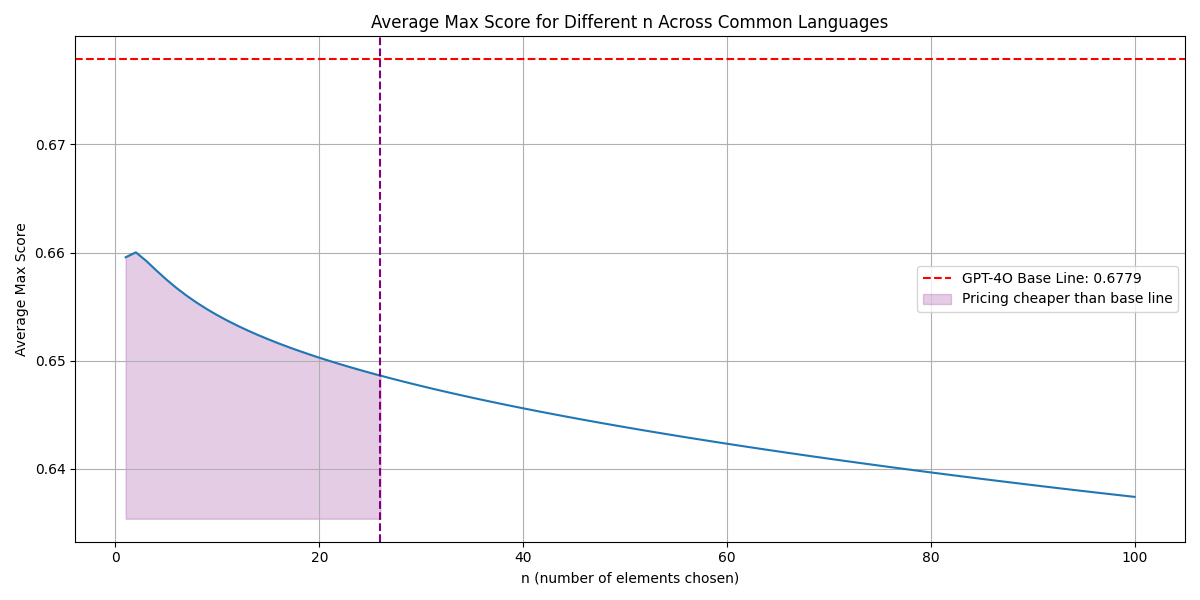 Average Max Score for Different n Across Common Languages
Average Max Score
0.67
0.66
0.65
0.64
GPT-4O Base Line: 0.6779
Pricing cheaper than base line
0
20
40
60
80
100
n (number of elements chosen)